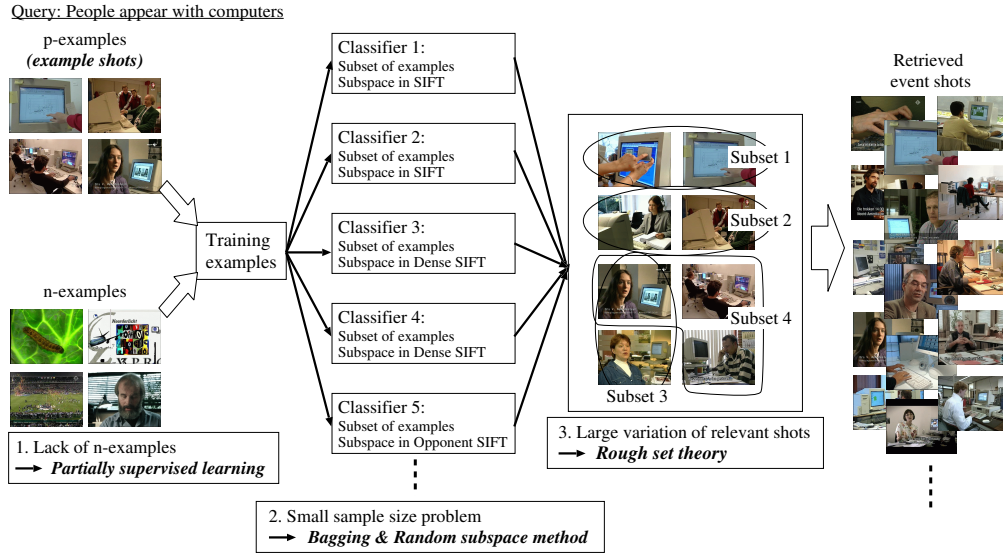 Query: People appear with computers
p-examples
(example shots)
n-examples
1. Lack of n-examples
Partially supervised learning
Training
examples
Classifier 1:
Subset of examples
Subspace in SIFT
Classifier 2:
Subset of examples
Subspace in SIFT
Classifier 3:
Subset of examples
Subspace in Dense SIFT
Classifier 4:
Subset of examples
Subspace in Dense SIFT
Classifier 5:
Subset of examples
Subspace in Opponent SIFT
2. Small sample size problem
Bagging & Random subspace method
Subset 1
Subset 2
Subset 4
Subset 3
3. Large variation of relevant shots
Rough set theory
Retrieved
event shots